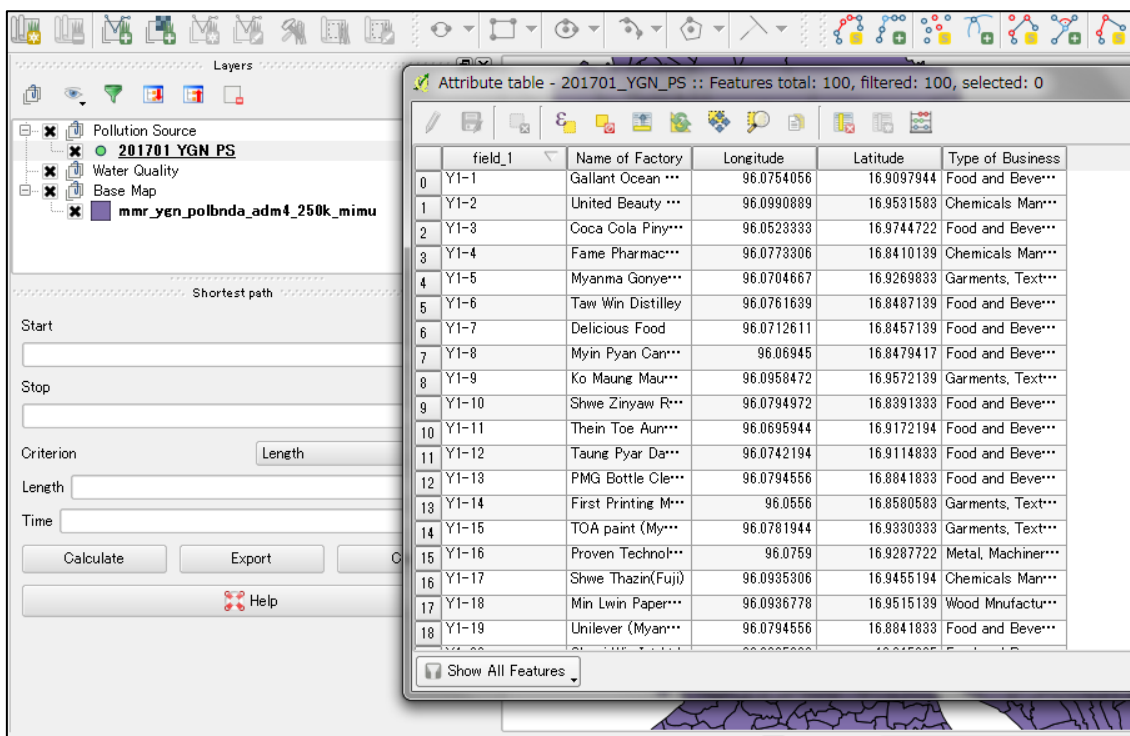 Layers
Pollution Source
201701 YGN PS
Water Quality
Base Map
mmr_ygn_polbnda_adm4_250k_mimu
Shortest path
Start
Stop
Criterion Length
Length
Time
Calculate Export
Help
Attribute table - 201701_YGN_PS :: Features total: 100, filtered: 100, selected: 0
field_1 Name of Factory Longitude Latitude Type of Business
0 Y1-1 Gallant Ocean ··· 96.0754056 16.9097944 Food and Beve···
1 Y1-2 United Beauty ··· 96.0990889 16.9531583 Chemicals Man···
2 Y1-3 Coca Cola Piny··· 96.0523333 16.9744722 Food and Beve···
3 Y1-4 Fame Pharmac··· 96.0773306 16.8410139 Chemicals Man···
4 Y1-5 Myanma Gonye··· 96.0704667 16.9269833 Garments, Text···
5 Y1-6 Taw Win Distilley 96.0761639 16.8487139 Food and Beve···
6 Y1-7 Delicious Food 96.0712611 16.8457139 Food and Beve···
7 Y1-8 Myin Pyan Can··· 96.06945 16.8479417 Food and Beve···
8 Y1-9 Ko Maung Mau··· 96.0958472 16.9572139 Garments, Text···
9 Y1-10 Shwe Zinyaw R··· 96.0794972 16.8391333 Food and Beve···
10 Y1-11 Thein Toe Aun··· 96.0695944 16.9172194 Food and Beve···
11 Y1-12 Taung Pyar Da··· 96.0742194 16.9114833 Food and Beve···
12 Y1-13 PMG Bottle Cle··· 96.0794556 16.8841833 Food and Beve···
13 Y1-14 First Printing M··· 96.0556 16.8580583 Garments, Text···
14 Y1-15 TOA paint (My··· 96.0781944 16.9330333 Garments, Text···
15 Y1-16 Proven Technol··· 96.0759 16.9287722 Metal, Machiner···
16 Y1-17 Shwe Thazin(Fuji) 96.0935306 16.9455194 Chemicals Man···
17 Y1-18 Min Lwin Paper··· 96.0936778 16.9515139 Wood Mnufactu···
18 Y1-19 Unilever (Myan··· 96.0794556 16.8841833 Food and Beve···
Show All Features